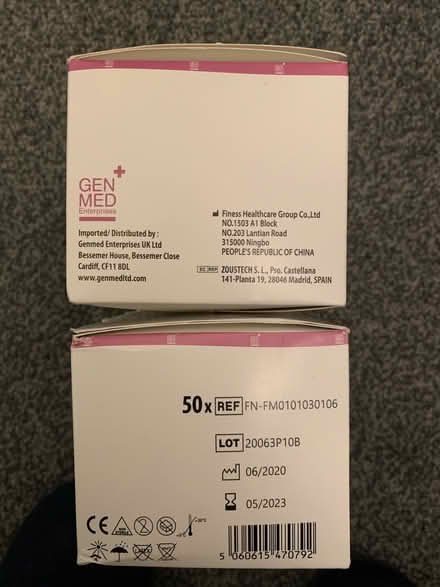 GEN
MED
Enterprises
Imported/ Distributed by :
Genmed Enterprises UK Ltd
Bessemer House, Bessemer Close
Cardiff, CF11 8DL
www.genmedltd.com
Finess Healthcare Group Co.,Ltd
NO.1503 A1 Block
NO.203 Lantian Road
315000 Ningbo
PEOPLE'S REPUBLIC OF CHINA
EC REP ZOUSTECH S. L., Pso. Castellana
141-Planta 19, 28046 Madrid, SPAIN
50x REF FN-FM0101030106
LOT 20063P10B
06/2020
05/2023
CE
5 060615 470792